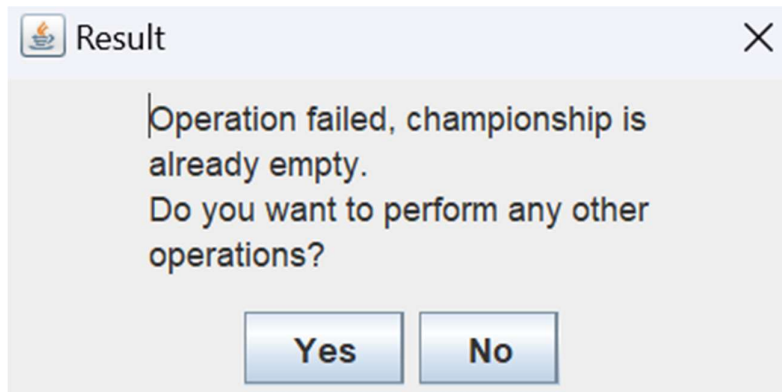 Result
Operation failed, championship is
already empty.
Do you want to perform any other
operations?
Yes No